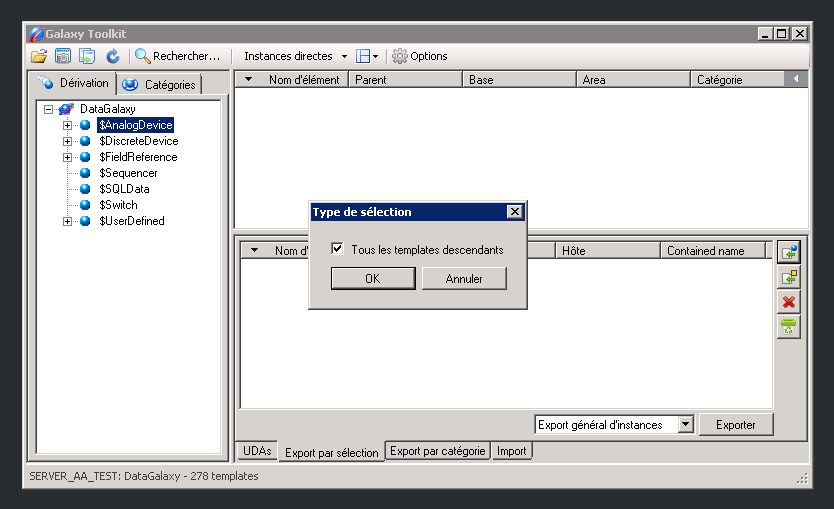 Galaxy Toolkit
Rechercher... Instances directes Options
Dérivation Catégories
Nom d'élément Parent Base Area Catégorie
DataGalaxy
$AnalogDevice
$DiscreteDevice
$FieldReference
$Sequencer
$SQLData
$Switch
$UserDefined
Type de sélection
Tous les templates descendants
OK Annuler
Nom d' Hôte Contained name
Export général d'instances Exporter
UDAs Export par sélection Export par catégorie Import
SERVER_AA_TEST: DataGalaxy - 278 templates